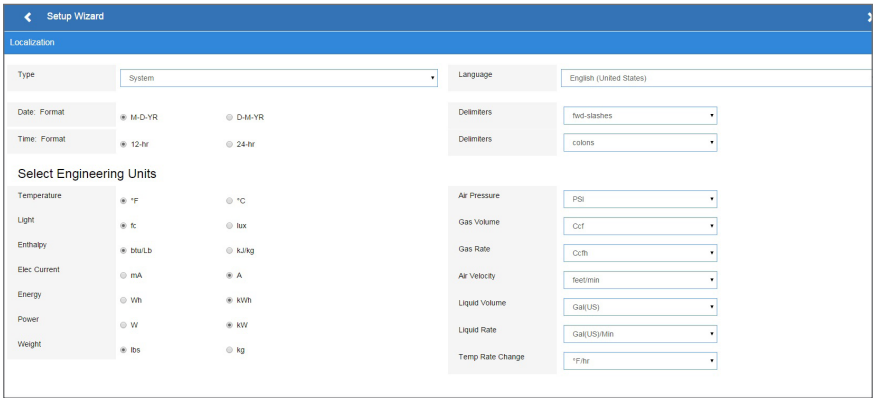 Setup Wizard
Localization
Type System Language English (United States)
Date: Format M-D-YR D-M-YR Delimiters fwd-slashes
Time: Format 12-hr 24-hr Delimiters colons
Select Engineering Units
Temperature °F °C Air Pressure PSI
Light fc lux Gas Volume Ccf
Enthalpy btu/Lb kJ/kg Gas Rate Ccfh
Elec Current mA A Air Velocity feet/min
Energy Wh kWh Liquid Volume Gal(US)
Power W kW Liquid Rate Gal(US)/Min
Weight lbs kg Temp Rate Change °F/hr